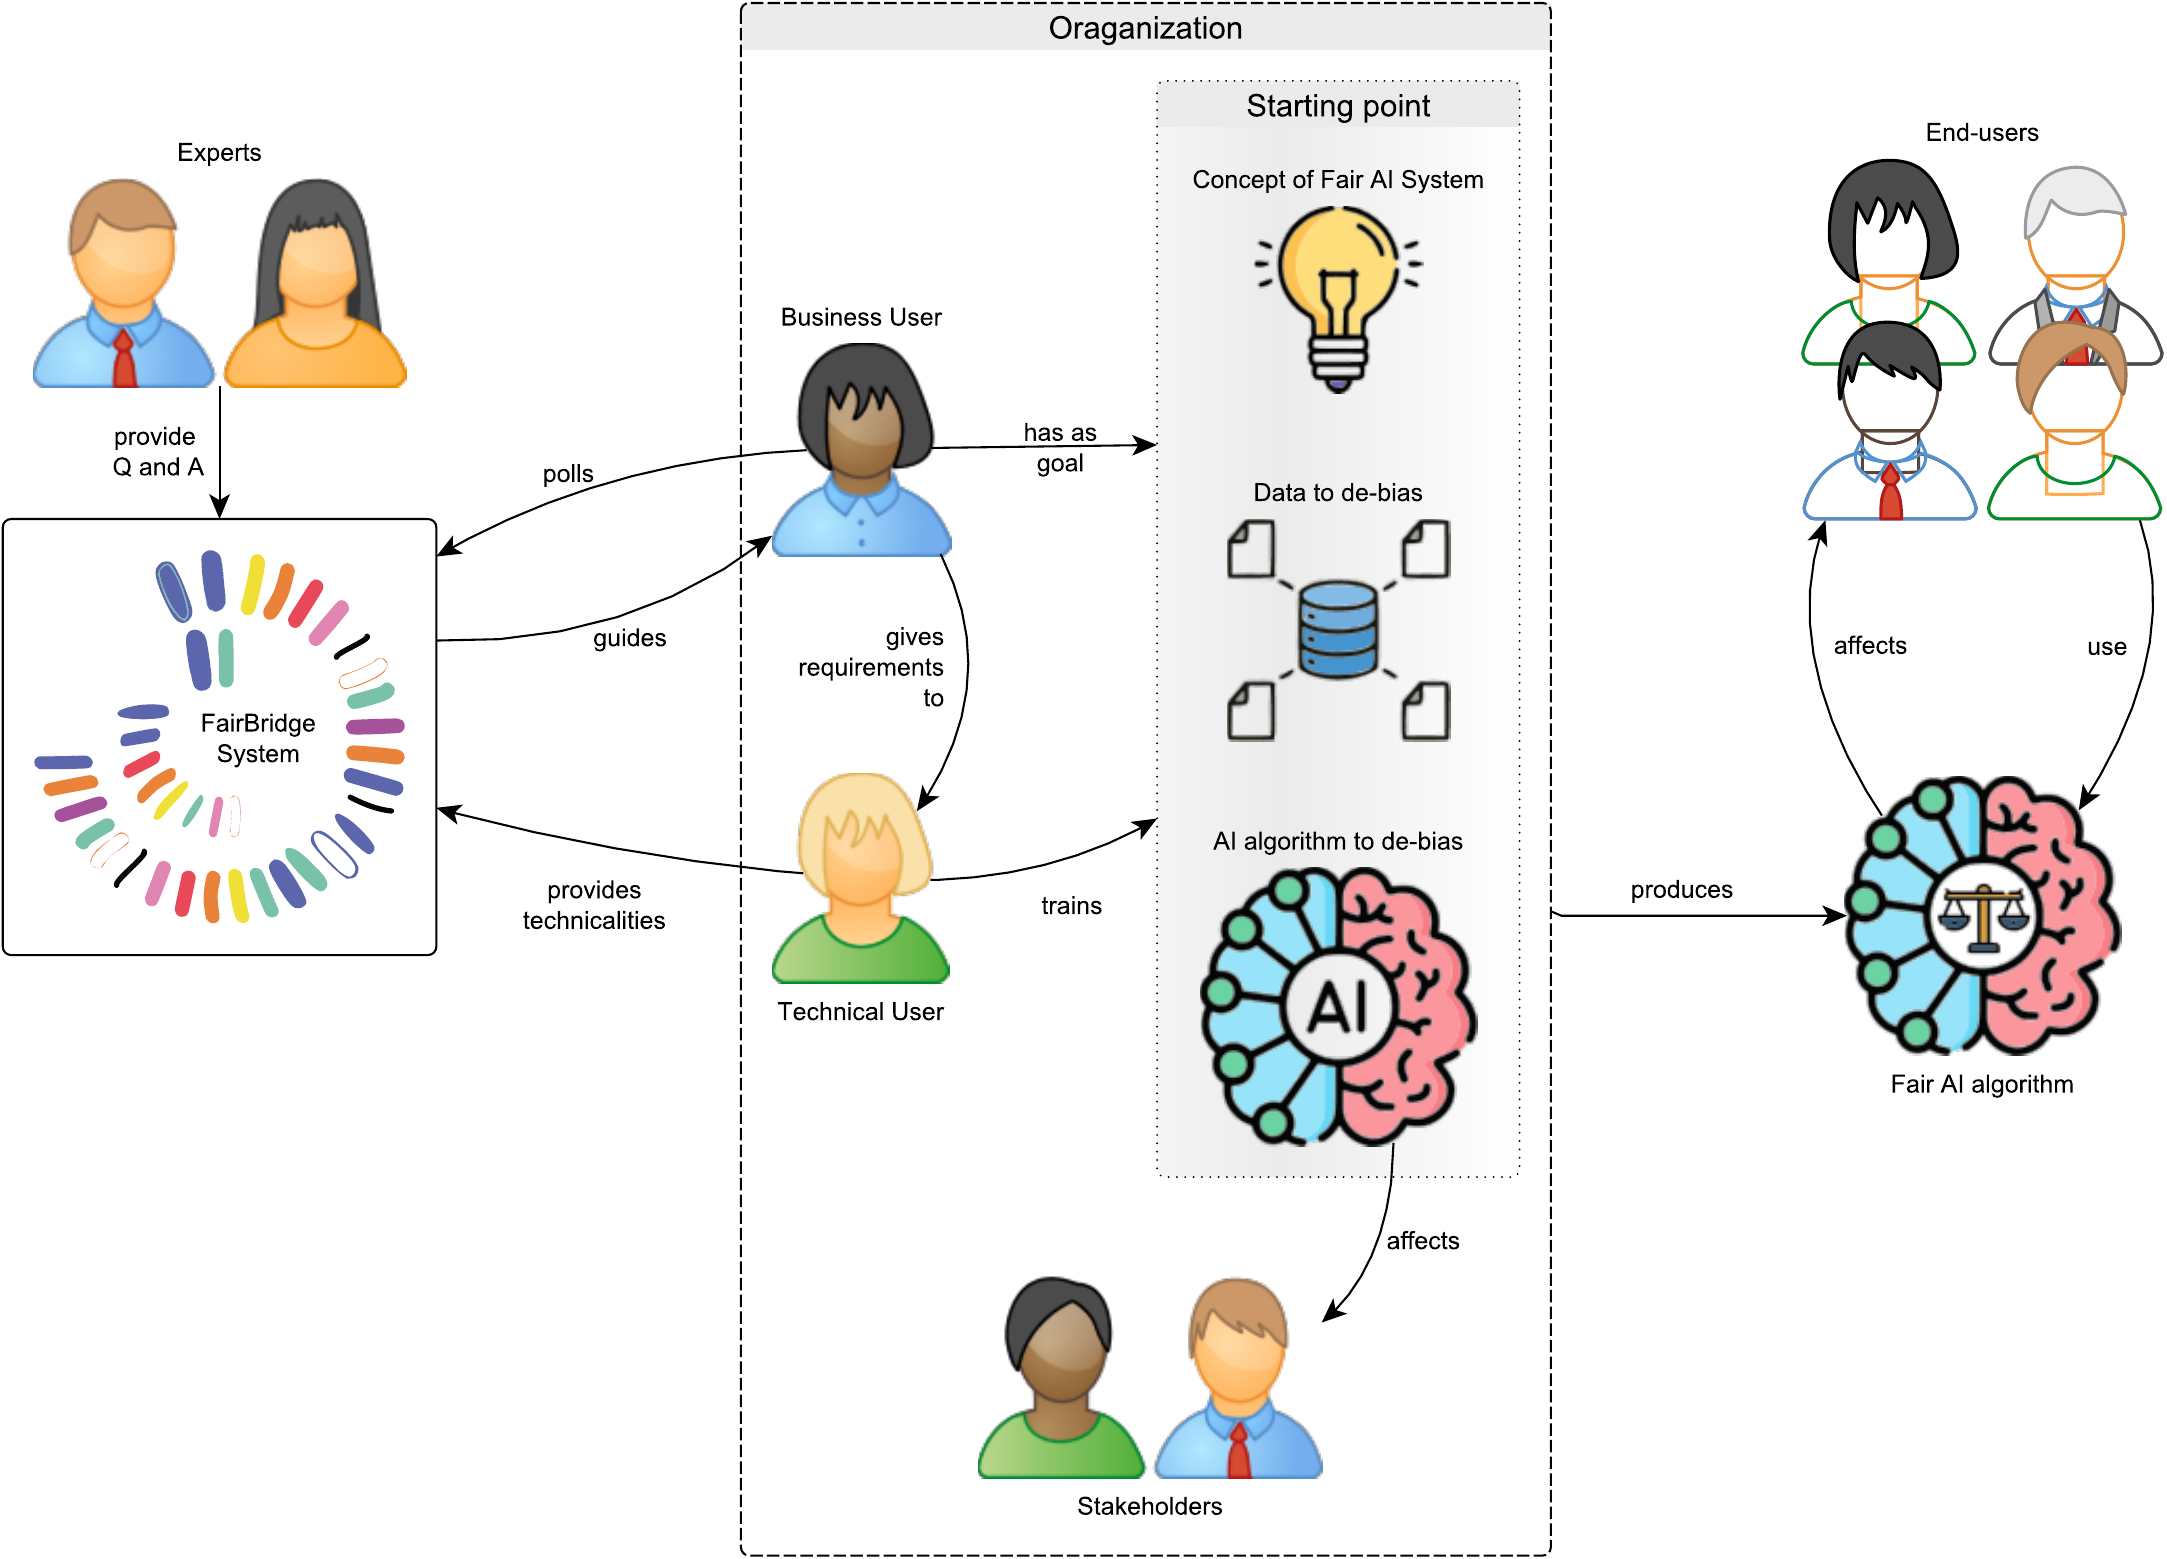 Oraganization
Starting point
Experts
End-users
Concept of Fair AI System
Business User
provide
Q and A
polls
has as
goal
Data to de-bias
guides
gives
requirements
to
affects
use
FairBridge
System
AI algorithm to de-bias
provides
technicalities
trains
produces
AI
Technical User
Fair AI algorithm
affects
Stakeholders